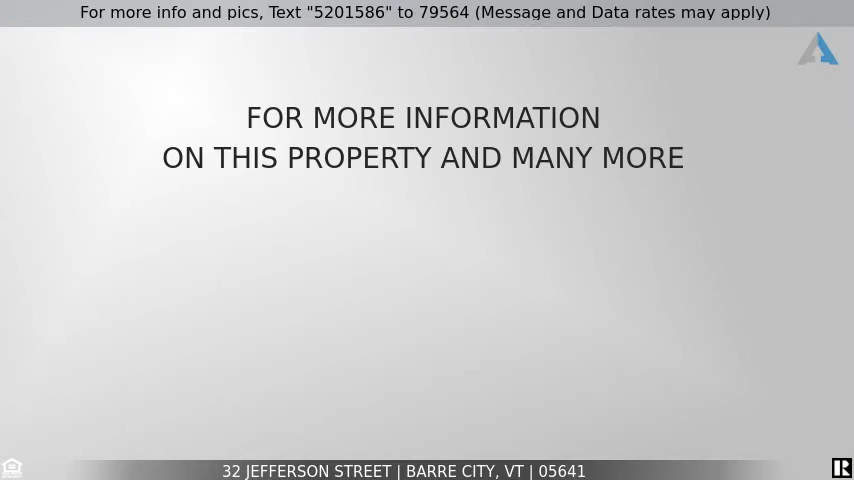 For more info and pics, Text "5201586" to 79564 (Message and Data rates may apply)
FOR MORE INFORMATION
ON THIS PROPERTY AND MANY MORE
32 JEFFERSON STREET | BARRE CITY, VT | 05641